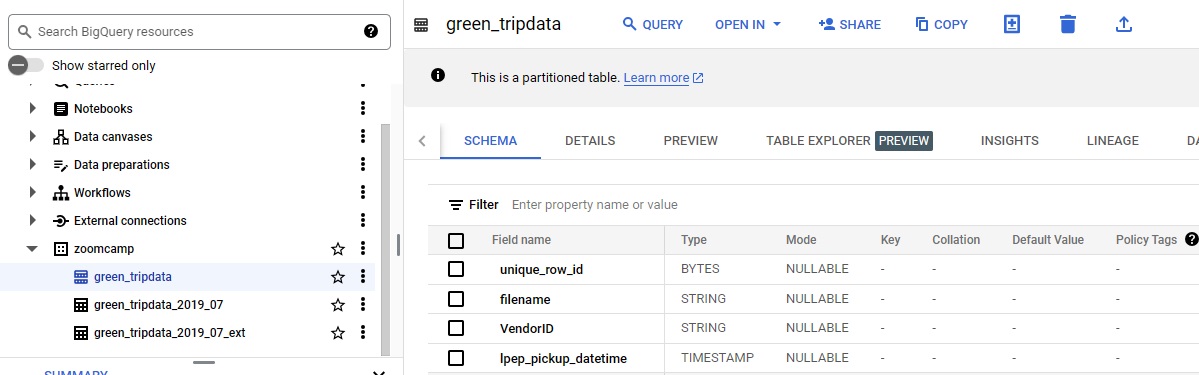 Search BigQuery resources
Show starred only
Queries
Notebooks
Data canvases
Data preparations
Workflows
External connections
zoomcamp
green_tripdata
green_tripdata_2019_07
green_tripdata_2019_07_ext
SUMMARY
green_tripdata QUERY OPEN IN SHARE COPY
This is a partitioned table. Learn more
SCHEMA DETAILS PREVIEW TABLE EXPLORER PREVIEW INSIGHTS LINEAGE
Filter Enter property name or value
Field name Type Mode Key Collation Default Value Policy Tags
unique_row_id BYTES NULLABLE - - - -
filename STRING NULLABLE - - - -
VendorID STRING NULLABLE - - - -
lpep_pickup_datetime TIMESTAMP NULLABLE - - - -